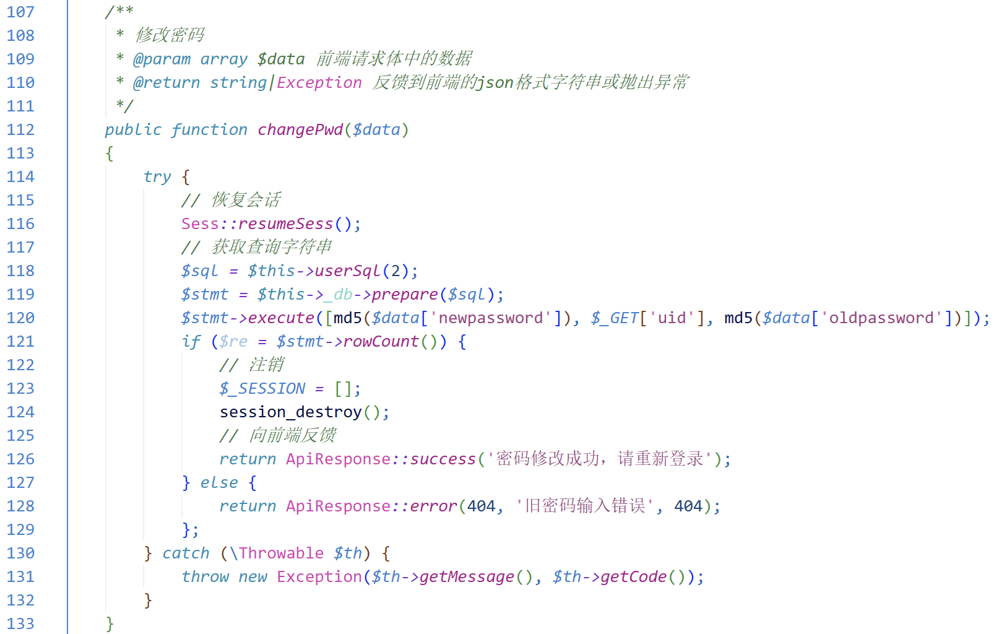 107 /**
108  * 修改密码
109  * @param array $data 前端请求体中的数据
110  * @return string|Exception 反馈到前端的json格式字符串或抛出异常
111  */
112 public function changePwd($data)
113 {
114     try {
115         // 恢复会话
116         Sess::resumeSess();
117         // 获取查询字符串
118         $sql = $this->userSql(2);
119         $stmt = $this->_db->prepare($sql);
120         $stmt->execute([md5($data['newpassword']), $_GET['uid'], md5($data['oldpassword'])]);
121         if ($re = $stmt->rowCount()) {
122             // 注销
123             $_SESSION = [];
124             session_destroy();
125             // 向前端反馈
126             return ApiResponse::success('密码修改成功，请重新登录');
127         } else {
128             return ApiResponse::error(404, '旧密码输入错误', 404);
129         };
130     } catch (\Throwable $th) {
131         throw new Exception($th->getMessage(), $th->getCode());
132     }
133 }